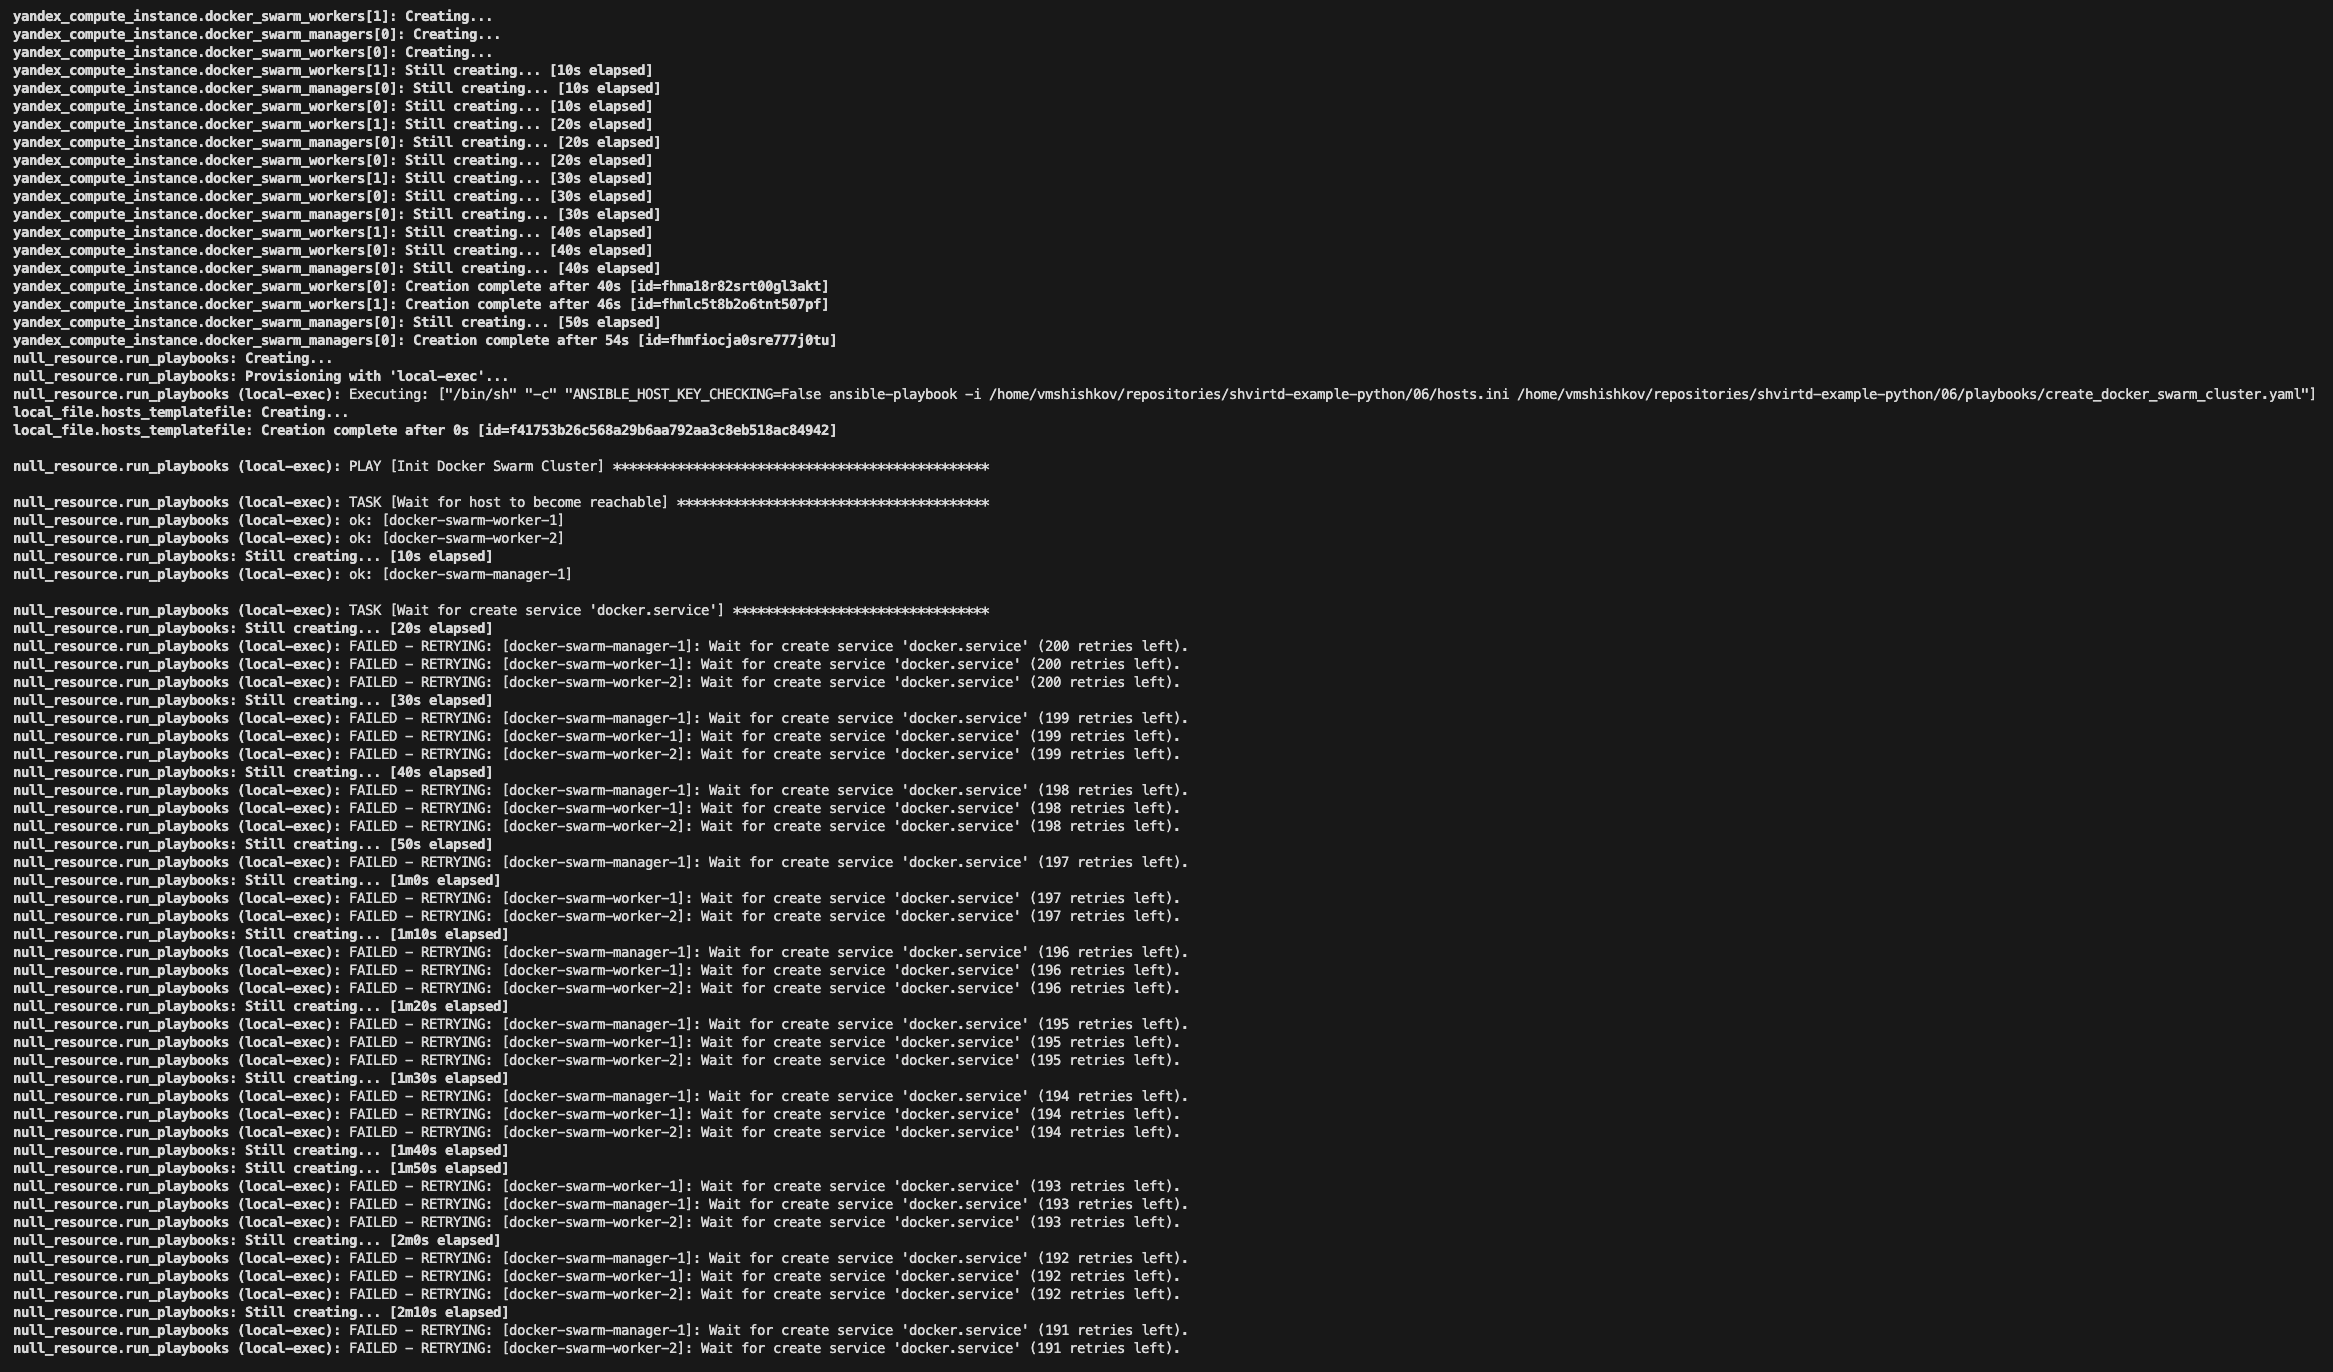 yandex_compute_instance.docker_swarm_workers[1]: Creating...
yandex_compute_instance.docker_swarm_managers[0]: Creating...
yandex_compute_instance.docker_swarm_workers[0]: Creating...
yandex_compute_instance.docker_swarm_workers[1]: Still creating... [10s elapsed]
yandex_compute_instance.docker_swarm_managers[0]: Still creating... [10s elapsed]
yandex_compute_instance.docker_swarm_workers[0]: Still creating... [10s elapsed]
yandex_compute_instance.docker_swarm_workers[1]: Still creating... [20s elapsed]
yandex_compute_instance.docker_swarm_managers[0]: Still creating... [20s elapsed]
yandex_compute_instance.docker_swarm_workers[0]: Still creating... [20s elapsed]
yandex_compute_instance.docker_swarm_workers[1]: Still creating... [30s elapsed]
yandex_compute_instance.docker_swarm_workers[0]: Still creating... [30s elapsed]
yandex_compute_instance.docker_swarm_managers[0]: Still creating... [30s elapsed]
yandex_compute_instance.docker_swarm_workers[1]: Still creating... [40s elapsed]
yandex_compute_instance.docker_swarm_workers[0]: Still creating... [40s elapsed]
yandex_compute_instance.docker_swarm_managers[0]: Still creating... [40s elapsed]
yandex_compute_instance.docker_swarm_workers[0]: Creation complete after 40s [id=fhma18r82srt00gl3akt]
yandex_compute_instance.docker_swarm_workers[1]: Creation complete after 46s [id=fhmlc5t8b2o6tnt507pf]
yandex_compute_instance.docker_swarm_managers[0]: Still creating... [50s elapsed]
yandex_compute_instance.docker_swarm_managers[0]: Creation complete after 54s [id=fhmfiocja0sre777j0tu]
null_resource.run_playbooks: Creating...
null_resource.run_playbooks: Provisioning with 'local-exec'...
null_resource.run_playbooks (local-exec): Executing: ["/bin/sh" "-c" "ANSIBLE_HOST_KEY_CHECKING=False ansible-playbook -i /home/vmshishkov/repositories/shvirtd-example-python/06/hosts.ini /home/vmshishkov/repositories/shvirtd-example-python/06/playbooks/create_docker_swarm_cluster.yaml"]
local_file.hosts_templatefile: Creating...
local_file.hosts_templatefile: Creation complete after 0s [id=f41753b26c568a29b6aa792aa3c8eb518ac84942]
null_resource.run_playbooks (local-exec): PLAY [Init Docker Swarm Cluster] ***********************************************
null_resource.run_playbooks (local-exec): TASK [Wait for host to become reachable] ***************************************
null_resource.run_playbooks (local-exec): ok: [docker-swarm-worker-1]
null_resource.run_playbooks (local-exec): ok: [docker-swarm-worker-2]
null_resource.run_playbooks: Still creating... [10s elapsed]
null_resource.run_playbooks (local-exec): ok: [docker-swarm-manager-1]
null_resource.run_playbooks (local-exec): TASK [Wait for create service 'docker.service'] ********************************
null_resource.run_playbooks: Still creating... [20s elapsed]
null_resource.run_playbooks (local-exec): FAILED - RETRYING: [docker-swarm-manager-1]: Wait for create service 'docker.service' (200 retries left).
null_resource.run_playbooks (local-exec): FAILED - RETRYING: [docker-swarm-worker-1]: Wait for create service 'docker.service' (200 retries left).
null_resource.run_playbooks (local-exec): FAILED - RETRYING: [docker-swarm-worker-2]: Wait for create service 'docker.service' (200 retries left).
null_resource.run_playbooks: Still creating... [30s elapsed]
null_resource.run_playbooks (local-exec): FAILED - RETRYING: [docker-swarm-manager-1]: Wait for create service 'docker.service' (199 retries left).
null_resource.run_playbooks (local-exec): FAILED - RETRYING: [docker-swarm-worker-1]: Wait for create service 'docker.service' (199 retries left).
null_resource.run_playbooks (local-exec): FAILED - RETRYING: [docker-swarm-worker-2]: Wait for create service 'docker.service' (199 retries left).
null_resource.run_playbooks: Still creating... [40s elapsed]
null_resource.run_playbooks (local-exec): FAILED - RETRYING: [docker-swarm-manager-1]: Wait for create service 'docker.service' (198 retries left).
null_resource.run_playbooks (local-exec): FAILED - RETRYING: [docker-swarm-worker-1]: Wait for create service 'docker.service' (198 retries left).
null_resource.run_playbooks (local-exec): FAILED - RETRYING: [docker-swarm-worker-2]: Wait for create service 'docker.service' (198 retries left).
null_resource.run_playbooks: Still creating... [50s elapsed]
null_resource.run_playbooks (local-exec): FAILED - RETRYING: [docker-swarm-manager-1]: Wait for create service 'docker.service' (197 retries left).
null_resource.run_playbooks: Still creating... [1m0s elapsed]
null_resource.run_playbooks (local-exec): FAILED - RETRYING: [docker-swarm-worker-1]: Wait for create service 'docker.service' (197 retries left).
null_resource.run_playbooks (local-exec): FAILED - RETRYING: [docker-swarm-worker-2]: Wait for create service 'docker.service' (197 retries left).
null_resource.run_playbooks: Still creating... [1m10s elapsed]
null_resource.run_playbooks (local-exec): FAILED - RETRYING: [docker-swarm-manager-1]: Wait for create service 'docker.service' (196 retries left).
null_resource.run_playbooks (local-exec): FAILED - RETRYING: [docker-swarm-worker-1]: Wait for create service 'docker.service' (196 retries left).
null_resource.run_playbooks (local-exec): FAILED - RETRYING: [docker-swarm-worker-2]: Wait for create service 'docker.service' (196 retries left).
null_resource.run_playbooks: Still creating... [1m20s elapsed]
null_resource.run_playbooks (local-exec): FAILED - RETRYING: [docker-swarm-manager-1]: Wait for create service 'docker.service' (195 retries left).
null_resource.run_playbooks (local-exec): FAILED - RETRYING: [docker-swarm-worker-1]: Wait for create service 'docker.service' (195 retries left).
null_resource.run_playbooks (local-exec): FAILED - RETRYING: [docker-swarm-worker-2]: Wait for create service 'docker.service' (195 retries left).
null_resource.run_playbooks: Still creating... [1m30s elapsed]
null_resource.run_playbooks (local-exec): FAILED - RETRYING: [docker-swarm-manager-1]: Wait for create service 'docker.service' (194 retries left).
null_resource.run_playbooks (local-exec): FAILED - RETRYING: [docker-swarm-worker-1]: Wait for create service 'docker.service' (194 retries left).
null_resource.run_playbooks (local-exec): FAILED - RETRYING: [docker-swarm-worker-2]: Wait for create service 'docker.service' (194 retries left).
null_resource.run_playbooks: Still creating... [1m40s elapsed]
null_resource.run_playbooks: Still creating... [1m50s elapsed]
null_resource.run_playbooks (local-exec): FAILED - RETRYING: [docker-swarm-worker-1]: Wait for create service 'docker.service' (193 retries left).
null_resource.run_playbooks (local-exec): FAILED - RETRYING: [docker-swarm-manager-1]: Wait for create service 'docker.service' (193 retries left).
null_resource.run_playbooks (local-exec): FAILED - RETRYING: [docker-swarm-worker-2]: Wait for create service 'docker.service' (193 retries left).
null_resource.run_playbooks: Still creating... [2m0s elapsed]
null_resource.run_playbooks (local-exec): FAILED - RETRYING: [docker-swarm-manager-1]: Wait for create service 'docker.service' (192 retries left).
null_resource.run_playbooks (local-exec): FAILED - RETRYING: [docker-swarm-worker-1]: Wait for create service 'docker.service' (192 retries left).
null_resource.run_playbooks (local-exec): FAILED - RETRYING: [docker-swarm-worker-2]: Wait for create service 'docker.service' (192 retries left).
null_resource.run_playbooks: Still creating... [2m10s elapsed]
null_resource.run_playbooks (local-exec): FAILED - RETRYING: [docker-swarm-manager-1]: Wait for create service 'docker.service' (191 retries left).
null_resource.run_playbooks (local-exec): FAILED - RETRYING: [docker-swarm-worker-2]: Wait for create service 'docker.service' (191 retries left).